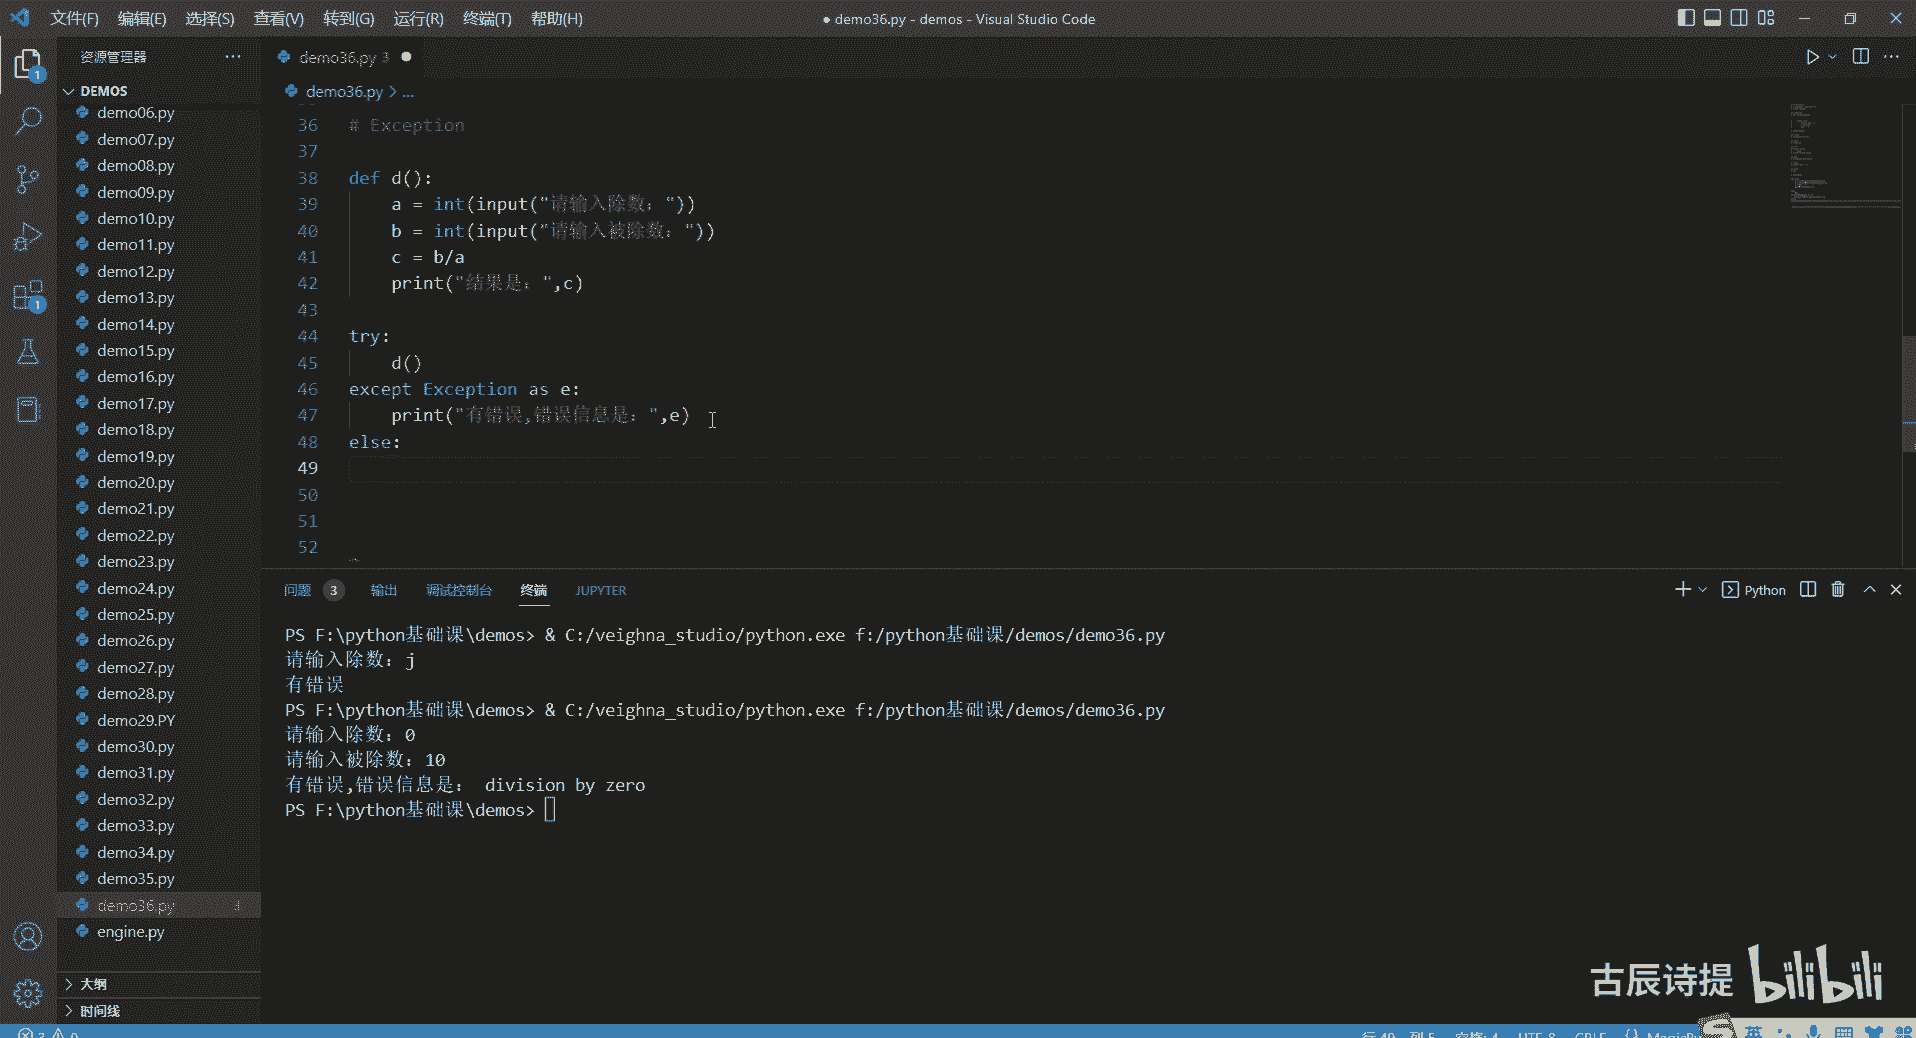 文件(F) 编辑(E) 选择(S) 查看(V) 转到(G) 运行(R) 终端(T) 帮助(H) ● demo36.py - demos - Visual Studio Code
资源管理器 ··· demo36.py 3 ●
DEMOS demo36.py > ...
demo06.py
demo07.py
demo08.py
demo09.py
demo10.py
demo11.py
demo12.py
demo13.py
demo14.py
demo15.py
demo16.py
demo17.py
demo18.py
demo19.py
demo20.py
demo21.py
demo22.py
demo23.py
demo24.py
demo25.py
demo26.py
demo27.py
demo28.py
demo29.PY
demo30.py
demo31.py
demo32.py
demo33.py
demo34.py
demo35.py
demo36.py 3
engine.py
大纲
时间线
36 # Exception
37
38 def d():
39 a = int(input("请输入除数："))
40 b = int(input("请输入被除数："))
41 c = b/a
42 print("结果是：",c)
43
44 try:
45 d()
46 except Exception as e:
47 print("有错误,错误信息是：",e)
48 else:
49
50
51
52
问题 3 输出 调试控制台 终端 JUPYTER Python
PS F:\python基础课\demos> & C:/veighna_studio/python.exe f:/python基础课/demos/demo36.py
请输入除数：j
有错误
PS F:\python基础课\demos> & C:/veighna_studio/python.exe f:/python基础课/demos/demo36.py
请输入除数：0
请输入被除数：10
有错误,错误信息是： division by zero
PS F:\python基础课\demos>
古辰诗提 bilibili
行 49, 列 5 空格: 4 UTF-8 CRLF
英